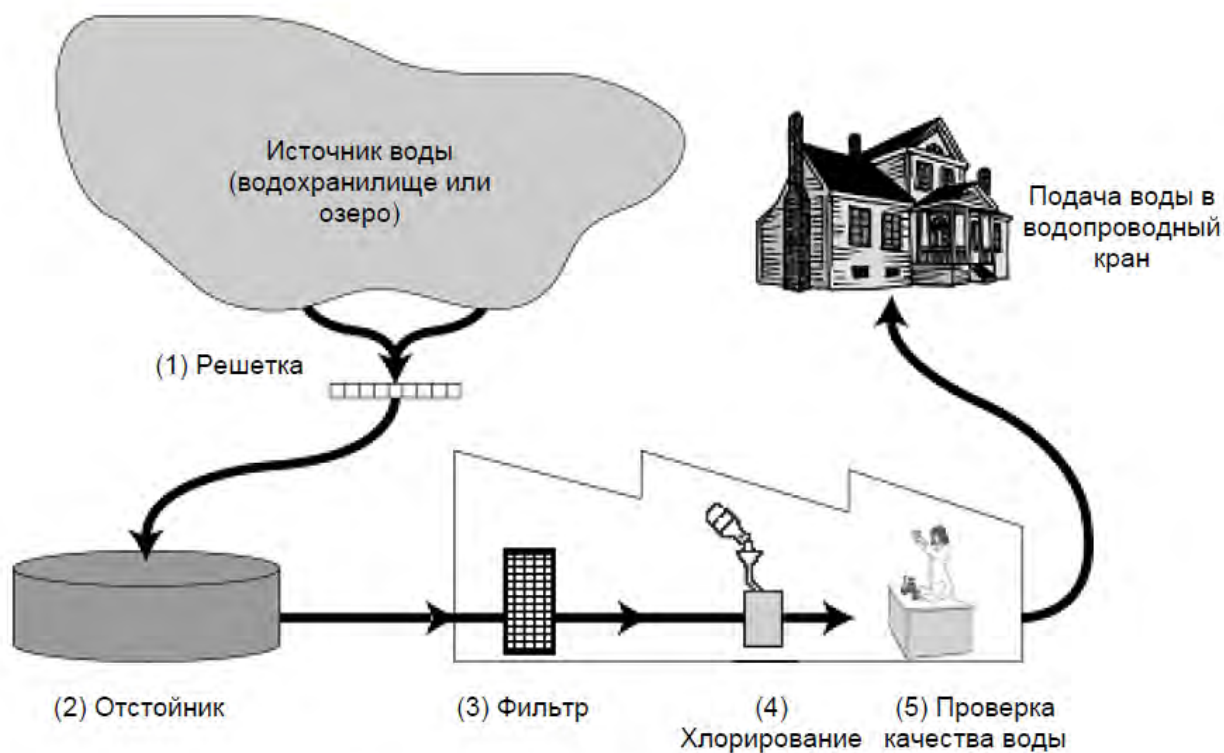 Источник воды
(водохранилище или
озеро)
Подача воды в
водопроводный
кран
(1) Решетка
(2) Отстойник
(3) Фильтр
(4)
Хлорирование
(5) Проверка
качества воды